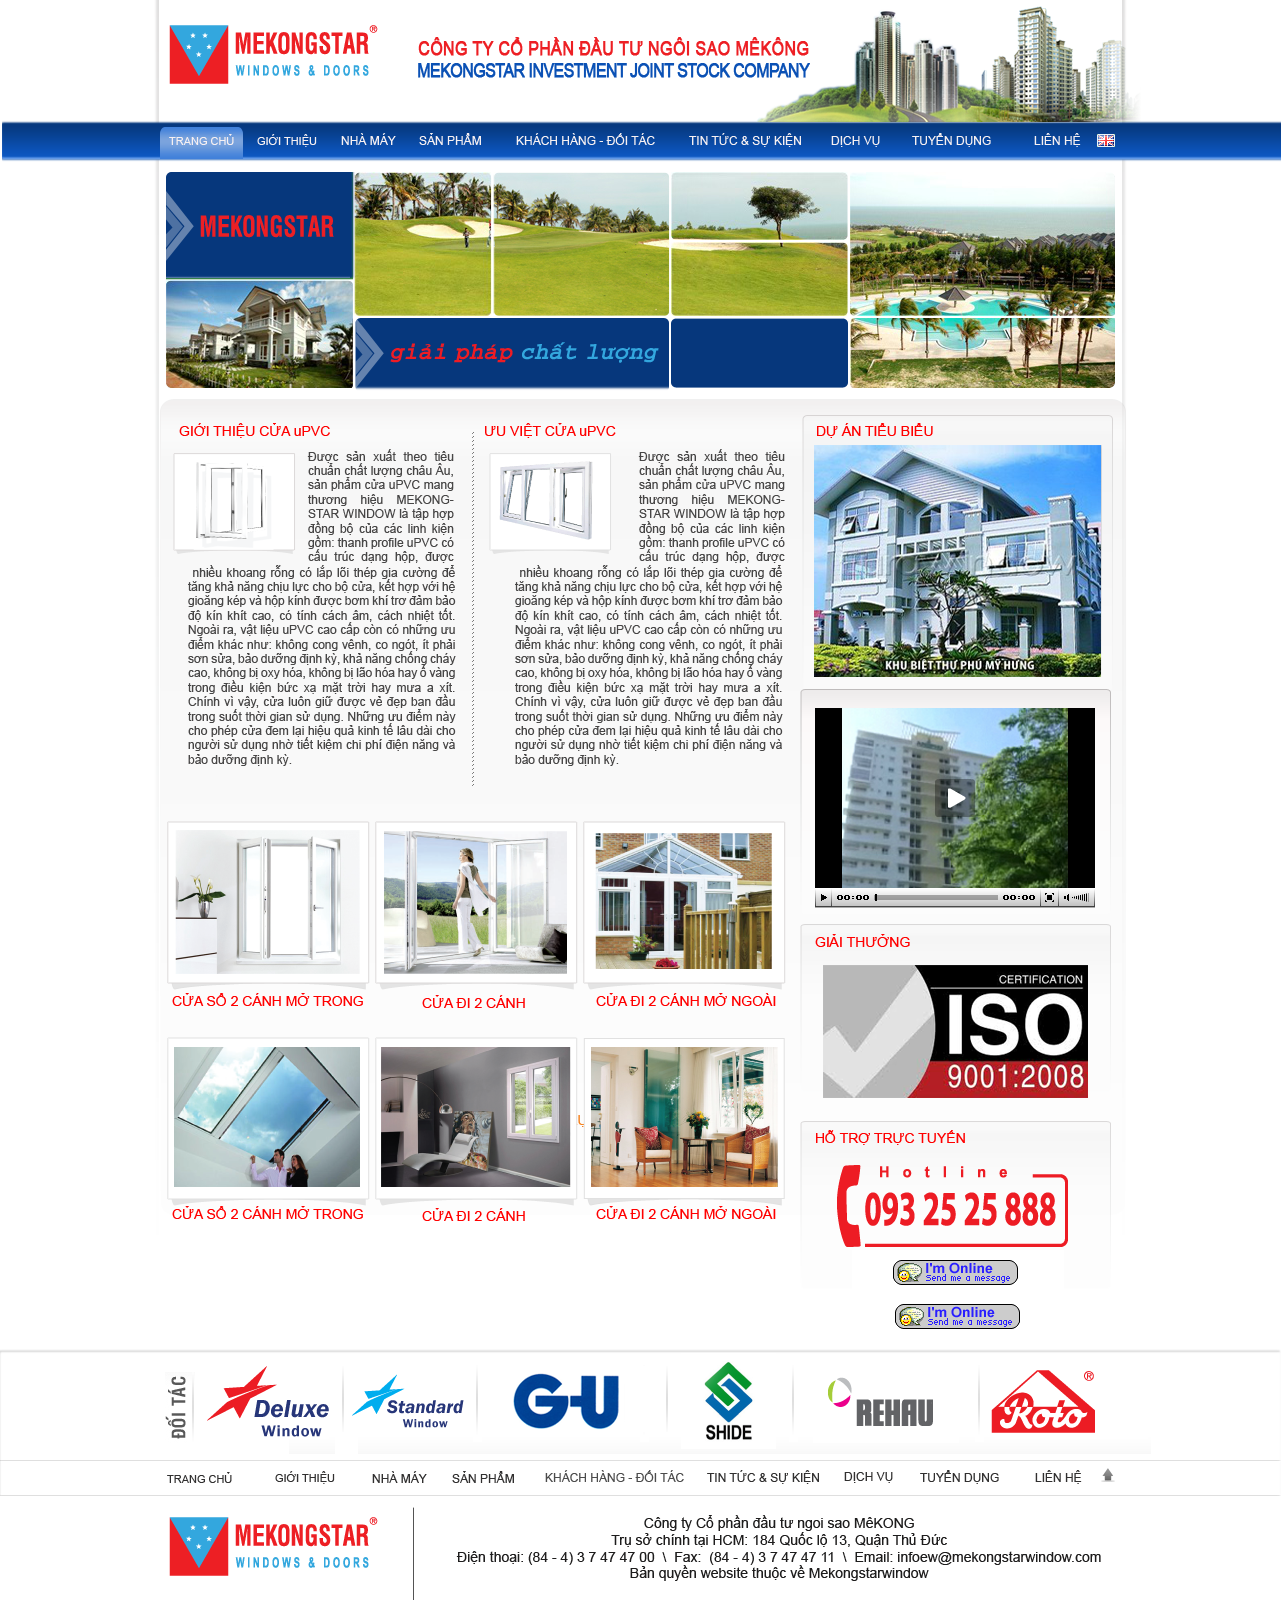 MEKONGSTAR®
WINDOWS & DOORS
CÔNG TY CỔ PHẦN ĐẦU TƯ NGÔI SAO MÊKÔNG
MEKONGSTAR INVESTMENT JOINT STOCK COMPANY
TRANG CHỦ GIỚI THIỆU NHÀ MÁY SẢN PHẨM KHÁCH HÀNG - ĐỐI TÁC TIN TỨC & SỰ KIỆN DỊCH VỤ TUYỂN DỤNG LIÊN HỆ
MEKONGSTAR
giải pháp chất lượng
GIỚI THIỆU CỬA uPVC
Được sản xuất theo tiêu
chuẩn chất lượng châu Âu,
sản phẩm cửa uPVC mang
thương hiệu MEKONG-
STAR WINDOW là tập hợp
đồng bộ của các linh kiện
gồm: thanh profile uPVC có
cấu trúc dạng hộp, được
nhiều khoang rỗng có lắp lõi thép gia cường để
tăng khả năng chịu lực cho bộ cửa, kết hợp với hệ
gioăng kép và hộp kính được bơm khí trơ đảm bảo
độ kín khít cao, có tính cách âm, cách nhiệt tốt.
Ngoài ra, vật liệu uPVC cao cấp còn có những ưu
điểm khác như: không cong vênh, co ngót, ít phải
sơn sửa, bảo dưỡng định kỳ, khả năng chống cháy
cao, không bị oxy hóa, không bị lão hóa hay ố vàng
trong điều kiện bức xạ mặt trời hay mưa a xít.
Chính vì vậy, cửa luôn giữ được vẻ đẹp ban đầu
trong suốt thời gian sử dụng. Những ưu điểm này
cho phép cửa đem lại hiệu quả kinh tế lâu dài cho
người sử dụng nhờ tiết kiệm chi phí điện năng và
bảo dưỡng định kỳ.
ƯU VIỆT CỬA uPVC
Được sản xuất theo tiêu
chuẩn chất lượng châu Âu,
sản phẩm cửa uPVC mang
thương hiệu MEKONG-
STAR WINDOW là tập hợp
đồng bộ của các linh kiện
gồm: thanh profile uPVC có
cấu trúc dạng hộp, được
nhiều khoang rỗng có lắp lõi thép gia cường để
tăng khả năng chịu lực cho bộ cửa, kết hợp với hệ
gioăng kép và hộp kính được bơm khí trơ đảm bảo
độ kín khít cao, có tính cách âm, cách nhiệt tốt.
Ngoài ra, vật liệu uPVC cao cấp còn có những ưu
điểm khác như: không cong vênh, co ngót, ít phải
sơn sửa, bảo dưỡng định kỳ, khả năng chống cháy
cao, không bị oxy hóa, không bị lão hóa hay ố vàng
trong điều kiện bức xạ mặt trời hay mưa a xít.
Chính vì vậy, cửa luôn giữ được vẻ đẹp ban đầu
trong suốt thời gian sử dụng. Những ưu điểm này
cho phép cửa đem lại hiệu quả kinh tế lâu dài cho
người sử dụng nhờ tiết kiệm chi phí điện năng và
bảo dưỡng định kỳ.
DỰ ÁN TIÊU BIỂU
KHU BIỆT THỰ PHÚ MỸ HƯNG
00:00 00:00
CỬA SỔ 2 CÁNH MỞ TRONG CỬA ĐI 2 CÁNH CỬA ĐI 2 CÁNH MỞ NGOÀI
CỬA SỔ 2 CÁNH MỞ TRONG CỬA ĐI 2 CÁNH CỬA ĐI 2 CÁNH MỞ NGOÀI
GIẢI THƯỞNG
CERTIFICATION
ISO
9001:2008
HỖ TRỢ TRỰC TUYẾN
Hotline
093 25 25 888
I'm Online
Send me a message
I'm Online
Send me a message
ĐỐI TÁC
Deluxe
Window
Standard
Window
G-U
SHIDE
REHAU
Roto®
TRANG CHỦ GIỚI THIỆU NHÀ MÁY SẢN PHẨM KHÁCH HÀNG - ĐỐI TÁC TIN TỨC & SỰ KIỆN DỊCH VỤ TUYỂN DỤNG LIÊN HỆ
MEKONGSTAR®
WINDOWS & DOORS
Công ty Cổ phần đầu tư ngoi sao MêKONG
Trụ sở chính tại HCM: 184 Quốc lộ 13, Quận Thủ Đức
Điện thoại: (84 - 4) 3 7 47 47 00 \ Fax: (84 - 4) 3 7 47 47 11 \ Email: infoew@mekongstarwindow.com
Bản quyền website thuộc về Mekongstarwindow